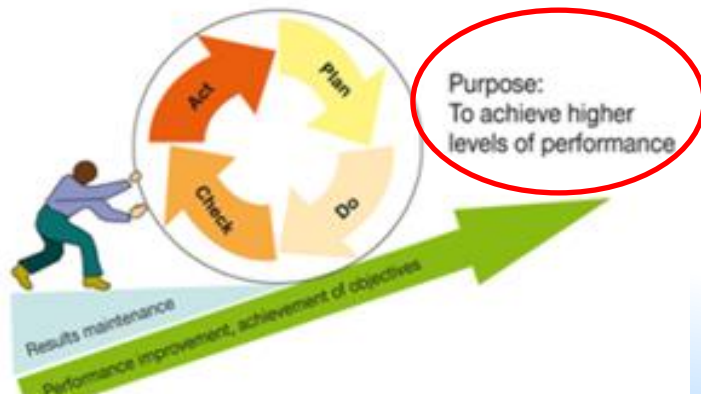 Act
Plan
Check
Do
Purpose:
To achieve higher
levels of performance
Results maintenance
Performance improvement, achievement of objectives